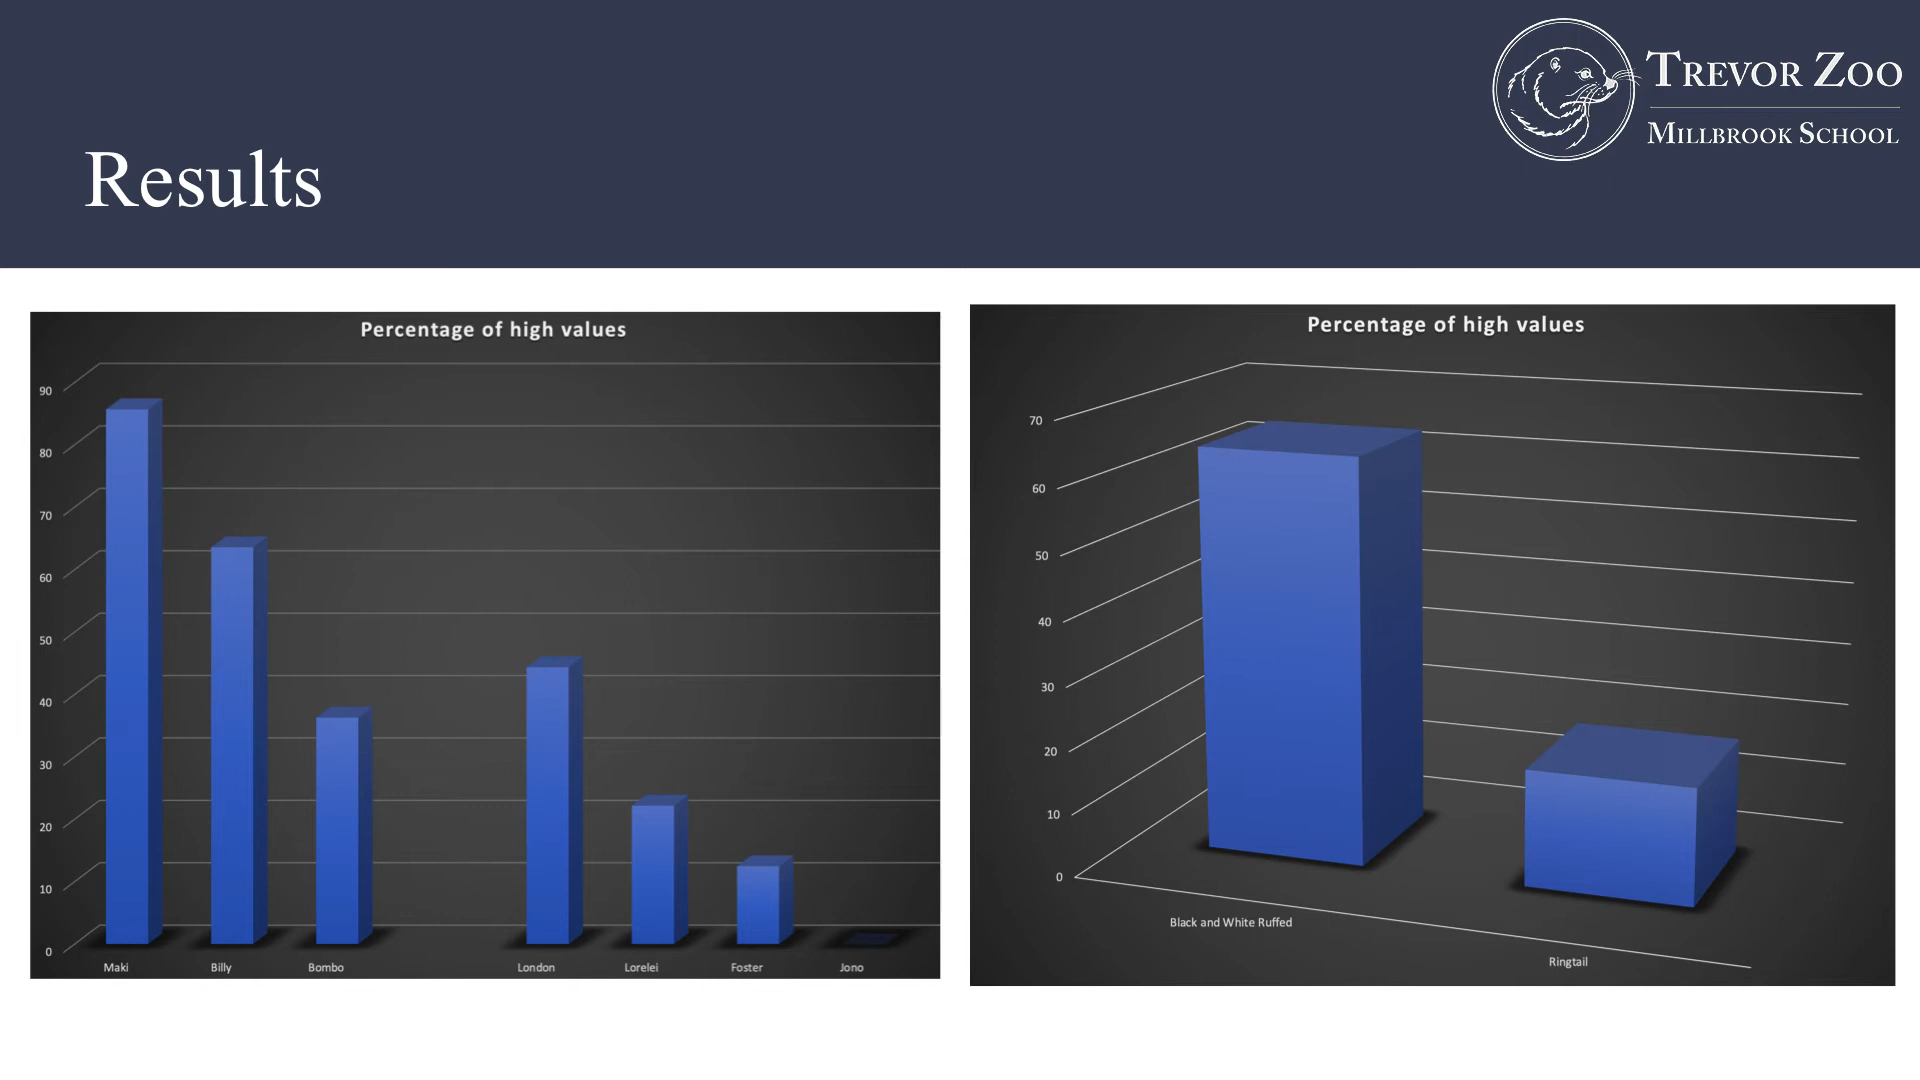 TREVOR ZOO
MILLBROOK SCHOOL
Results
Percentage of high values
90
80
70
60
50
40
30
20
10
0
Maki Billy Bombo London Lorelei Foster Jono
Percentage of high values
70
60
50
40
30
20
10
0
Black and White Ruffed
Ringtail